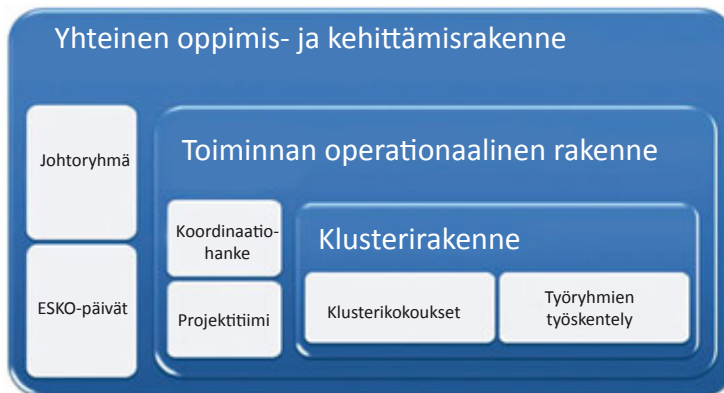 Yhteinen oppimis- ja kehittämisrakenne
Johtoryhmä
ESKO-päivät
Toiminnan operationaalinen rakenne
Koordinaatio-
hanke
Projektitiimi
Klusterirakenne
Klusterikokoukset
Työryhmien
työskentely